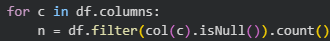 for c in df.columns:
    n = df.filter(col(c).isNull()).count()